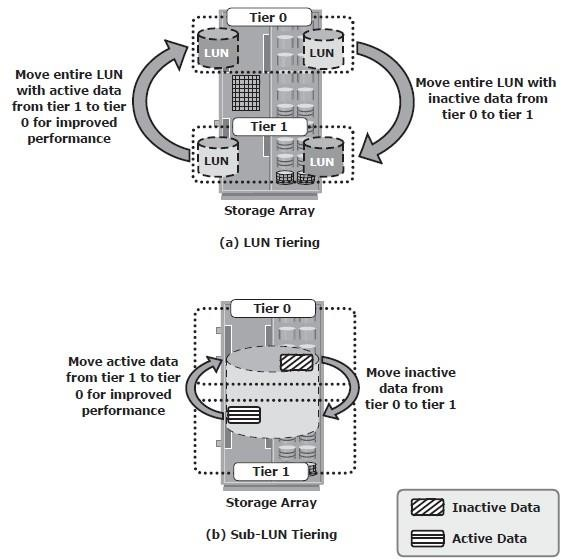 Tier 0
LUN
LUN
Move entire LUN
with active data
from tier 1 to tier
0 for improved
performance
Move entire LUN with
inactive data from
tier 0 to tier 1
Tier 1
LUN
LUN
Storage Array
(a) LUN Tiering
Tier 0
Move active data
from tier 1 to tier
0 for improved
performance
Move inactive
data from
tier 0 to tier 1
Tier 1
Storage Array
(b) Sub-LUN Tiering
Inactive Data
Active Data